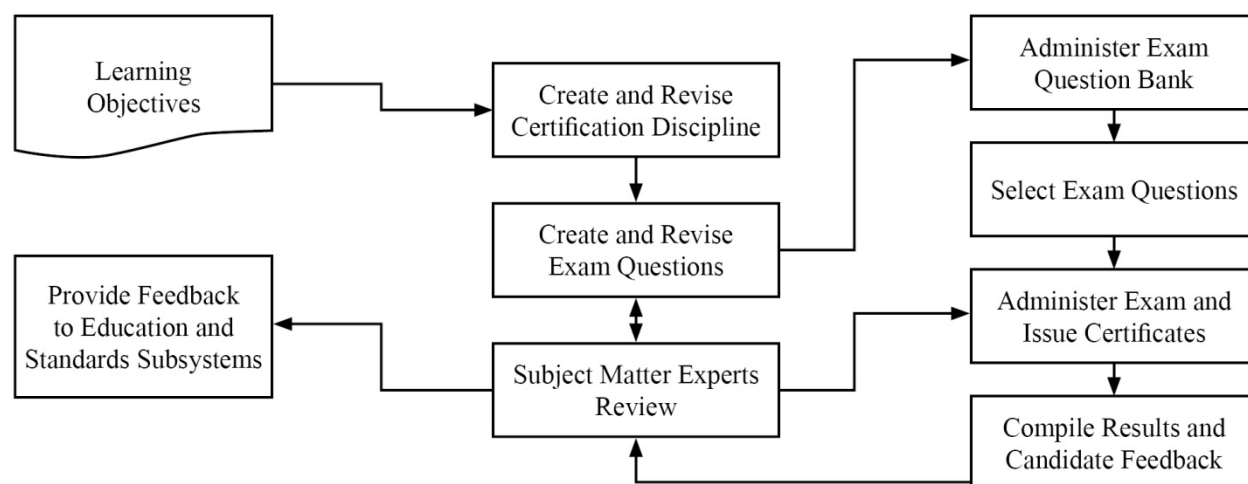 Learning
Objectives
Create and Revise
Certification Discipline
Administer Exam
Question Bank
Select Exam Questions
Create and Revise
Exam Questions
Provide Feedback
to Education and
Standards Subsystems
Administer Exam and
Issue Certificates
Subject Matter Experts
Review
Compile Results and
Candidate Feedback